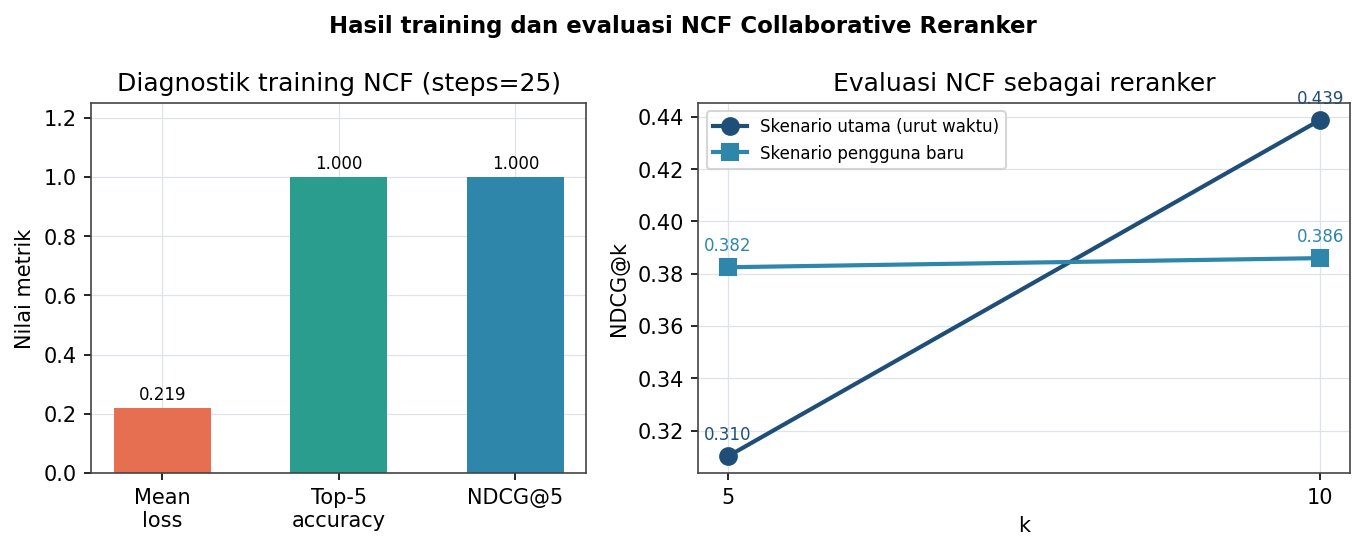 Hasil training dan evaluasi NCF Collaborative Reranker
Diagnostik training NCF (steps=25)
Nilai metrik
1.2
1.0
0.8
0.6
0.4
0.2
0.0
0.219
1.000
1.000
Mean
loss
Top-5
accuracy
NDCG@5
Evaluasi NCF sebagai reranker
NDCG@k
0.44
0.42
0.40
0.38
0.36
0.34
0.32
Skenario utama (urut waktu)
Skenario pengguna baru
0.439
0.382
0.386
0.310
5
10
k